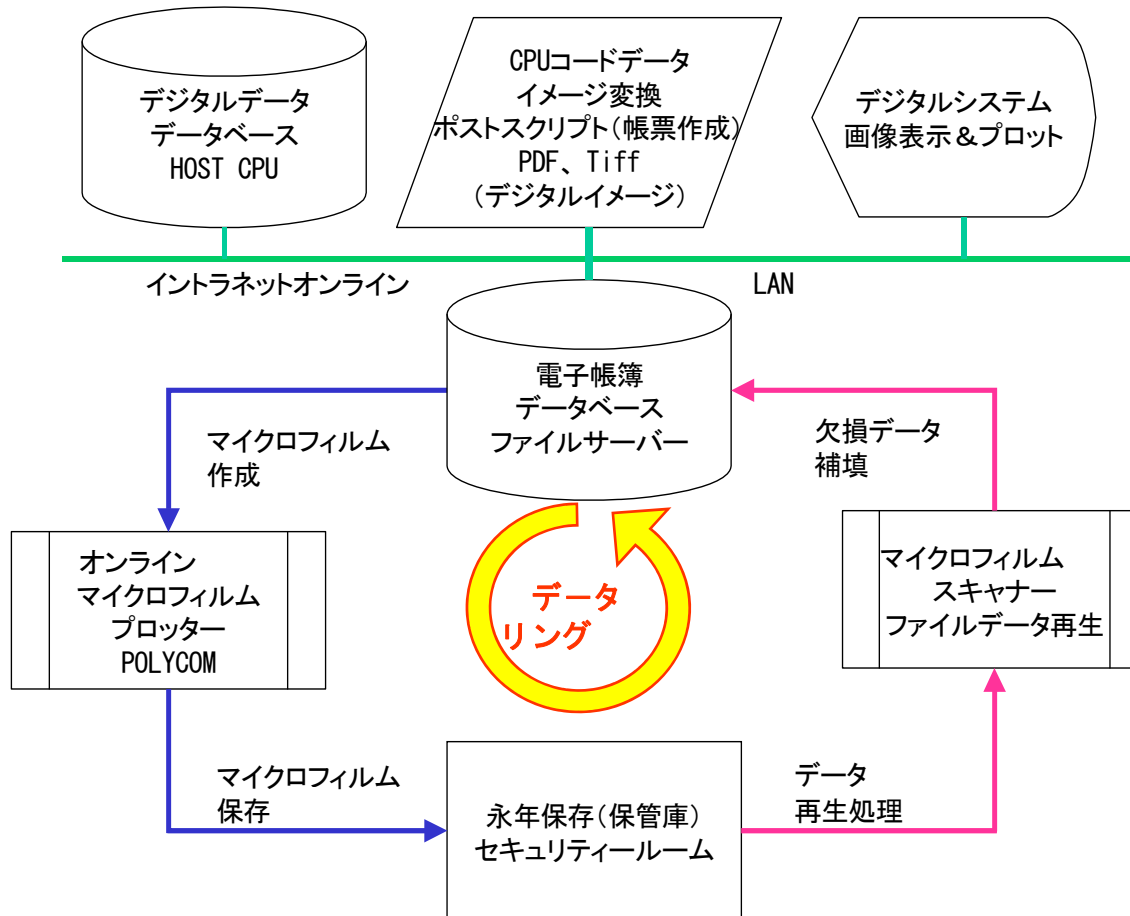 デジタルデータ
データベース
HOST CPU
CPUコードデータ
イメージ変換
ポストスクリプト(帳票作成)
PDF、Tiff
(デジタルイメージ)
デジタルシステム
画像表示＆プロット
イントラネットオンライン
LAN
電子帳簿
データベース
ファイルサーバー
マイクロフィルム
作成
欠損データ
補填
オンライン
マイクロフィルム
プロッター
POLYCOM
データ
リング
マイクロフィルム
スキャナー
ファイルデータ再生
マイクロフィルム
保存
永年保存(保管庫)
セキュリティールーム
データ
再生処理